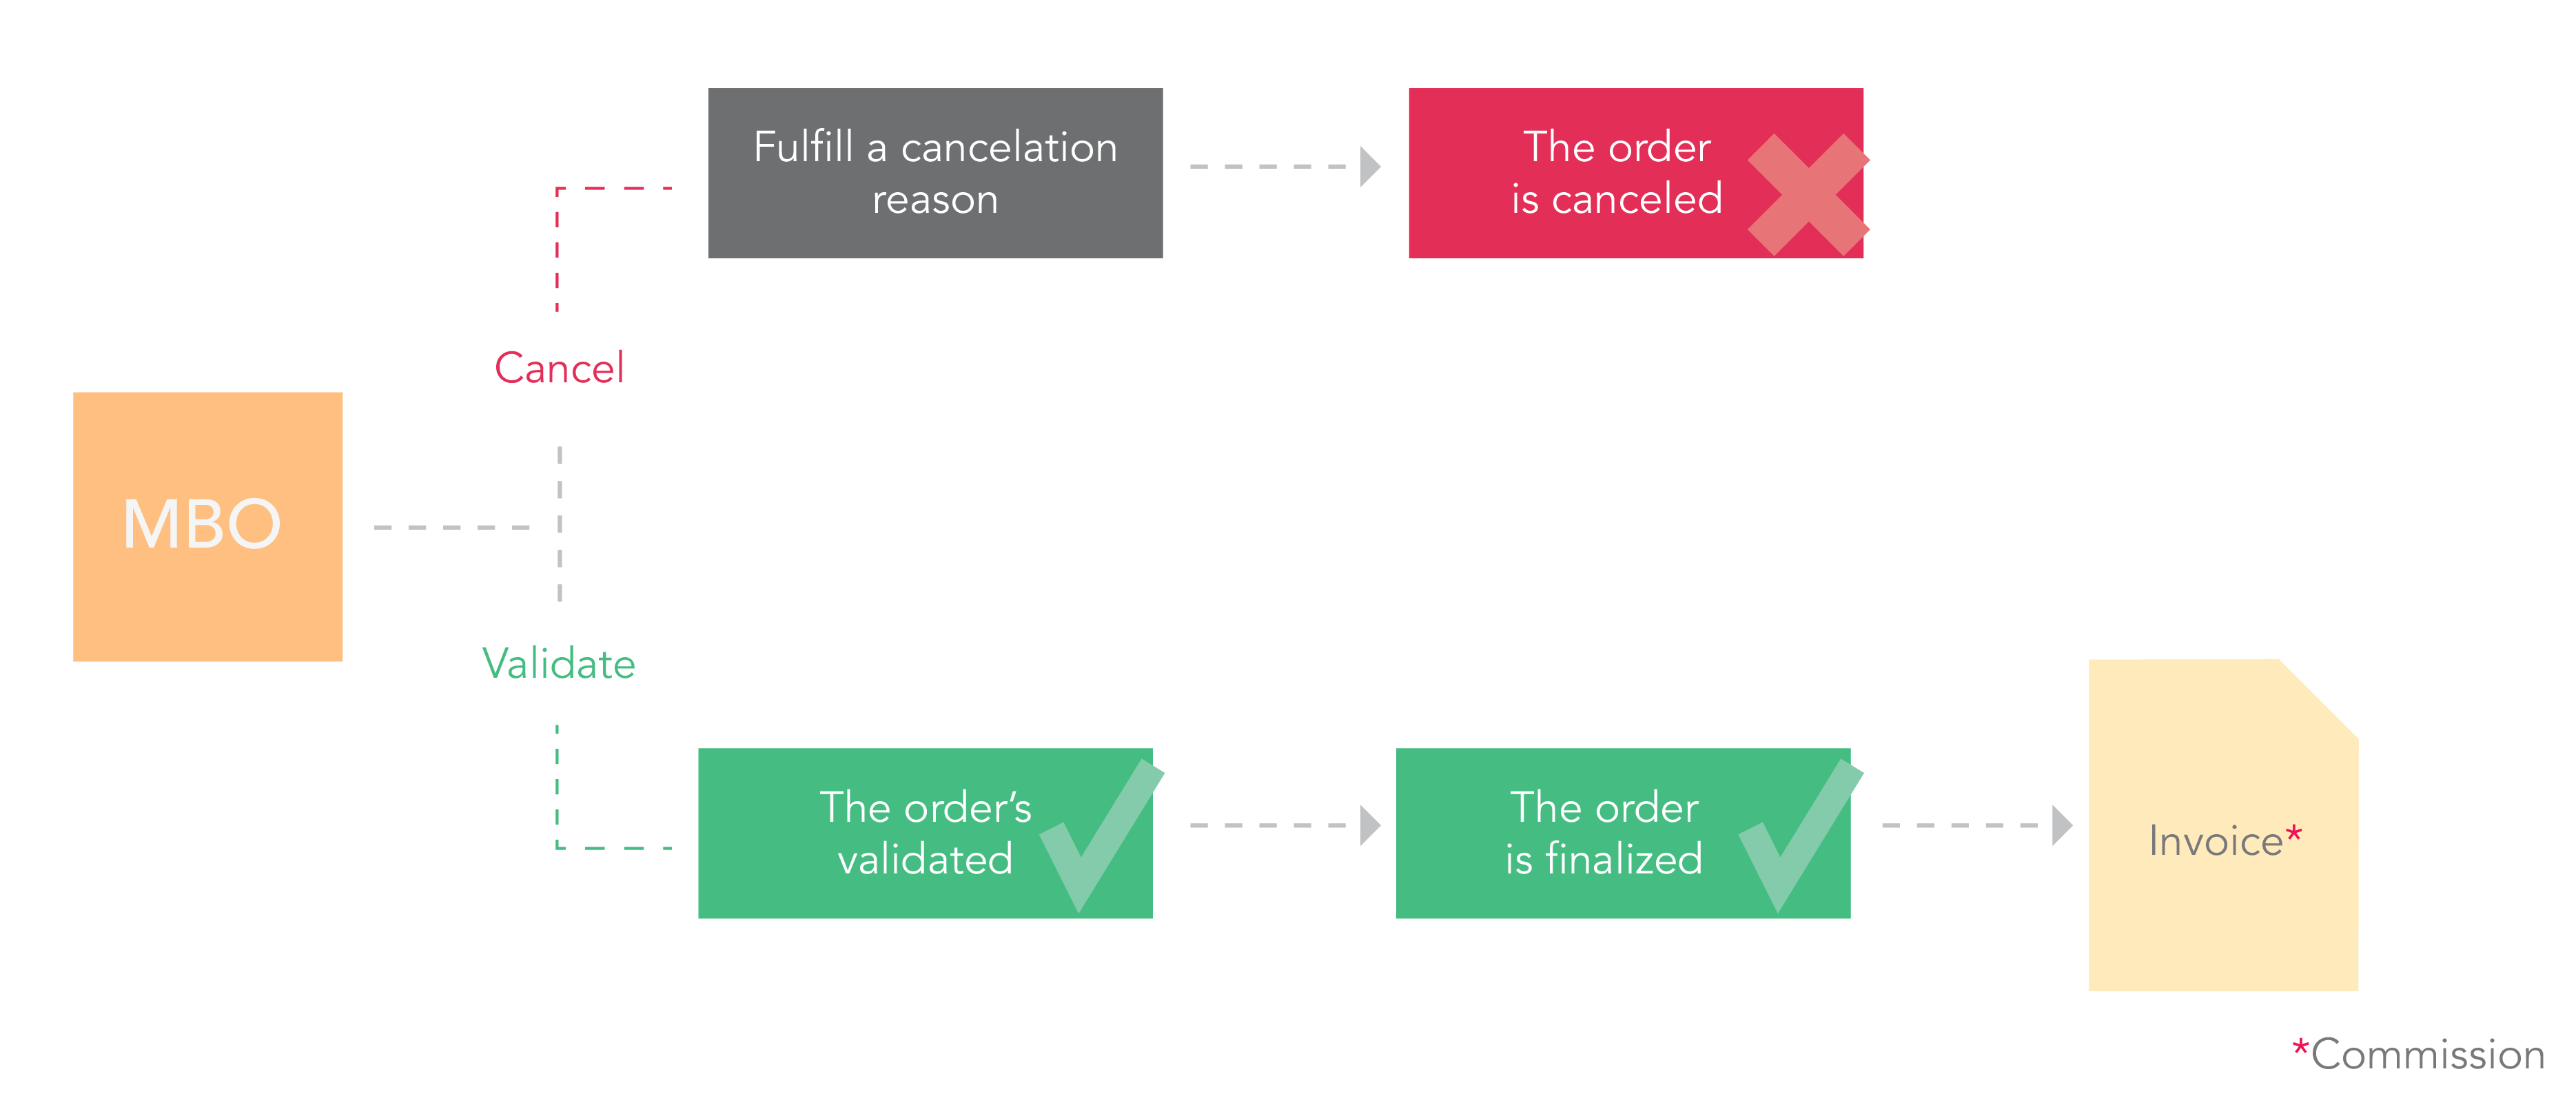 Fulfill a cancelation
reason
The order
is canceled
Cancel
MBO
Validate
The order’s
validated
The order
is finalized
Invoice*
*Commission